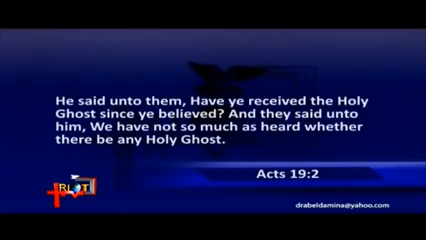 He said unto them, Have ye received the Holy
Ghost since ye believed? And they said unto
him, We have not so much as heard whether
there be any Holy Ghost.
Acts 19:2
drabeldamina@yahoo.com